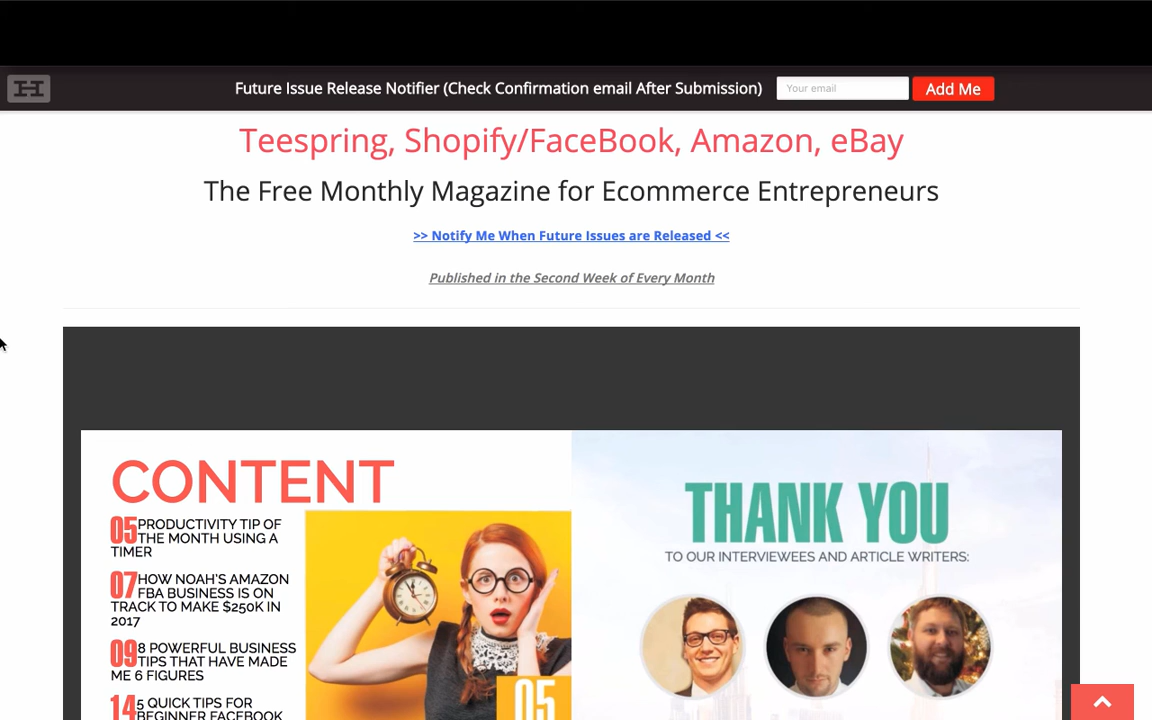 Future Issue Release Notifier (Check Confirmation email After Submission)
Your email
Add Me
Teespring, Shopify/FaceBook, Amazon, eBay
The Free Monthly Magazine for Ecommerce Entrepreneurs
>> Notify Me When Future Issues are Released <<
Published in the Second Week of Every Month
CONTENT
05 PRODUCTIVITY TIP OF
THE MONTH USING A
TIMER
07 HOW NOAH'S AMAZON
FBA BUSINESS IS ON
TRACK TO MAKE $250K IN
2017
09 8 POWERFUL BUSINESS
TIPS THAT HAVE MADE
ME 6 FIGURES
14 5 QUICK TIPS FOR
BEGINNER FACEBOOK
05
THANK YOU
TO OUR INTERVIEWEES AND ARTICLE WRITERS: